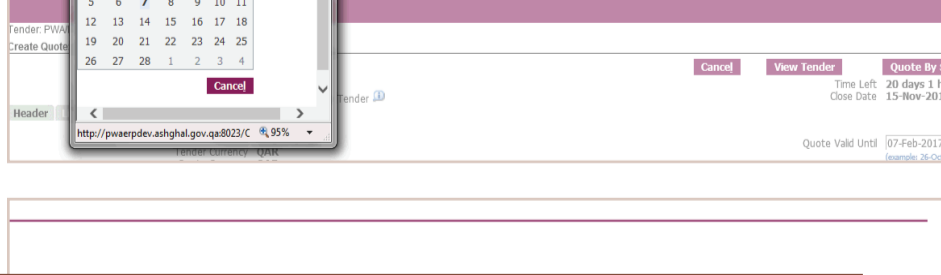 5 6 7 8 9 10 11
12 13 14 15 16 17 18
19 20 21 22 23 24 25
26 27 28 1 2 3 4
Cancel
http://pwaerpdev.ashghal.gov.qa:8023/C 95%
Tender: PWA/
Create Quote
Cancel View Tender Quote By
Time Left 20 days 1 h
Tender
Close Date 15-Nov-201
Header
Quote Valid Until 07-Feb-2017
(example: 26-Oc
Tender Currency QAR